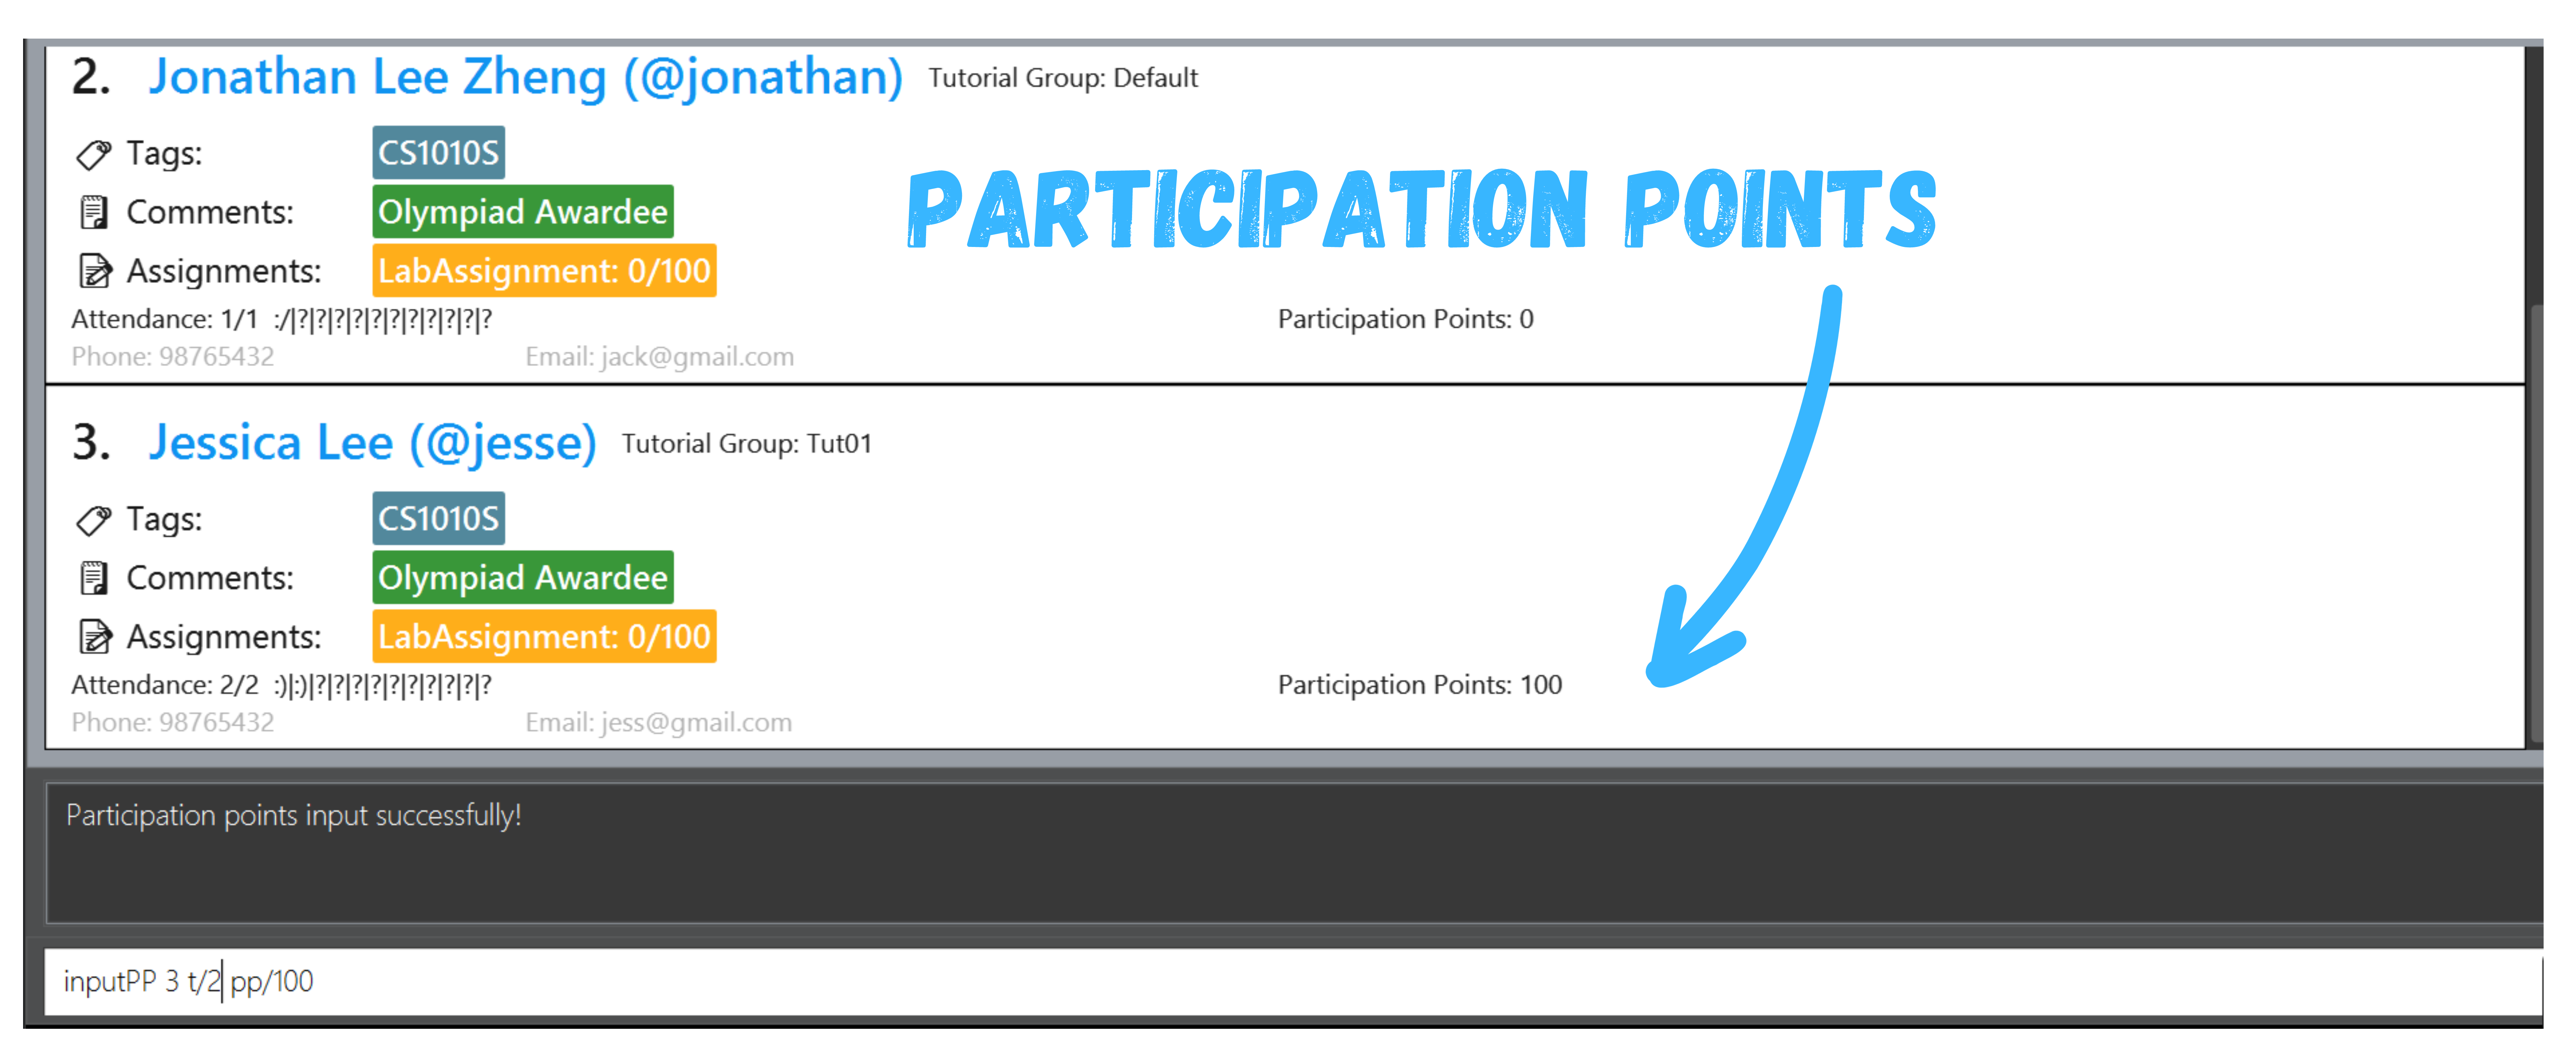 2. Jonathan Lee Zheng (@jonathan) Tutorial Group: Default
Tags: CS1010S
Comments: Olympiad Awardee
PARTICIPATION POINTS
Assignments: LabAssignment: 0/100
Attendance: 1/1 :/|?|?|?|?|?|?|?|?|?|?|? Participation Points: 0
Phone: 98765432 Email: jack@gmail.com
3. Jessica Lee (@jesse) Tutorial Group: Tut01
Tags: CS1010S
Comments: Olympiad Awardee
Assignments: LabAssignment: 0/100
Attendance: 2/2 :)|:)|?|?|?|?|?|?|?|?|?|? Participation Points: 100
Phone: 98765432 Email: jess@gmail.com
Participation points input successfully!
inputPP 3 t/2 pp/100